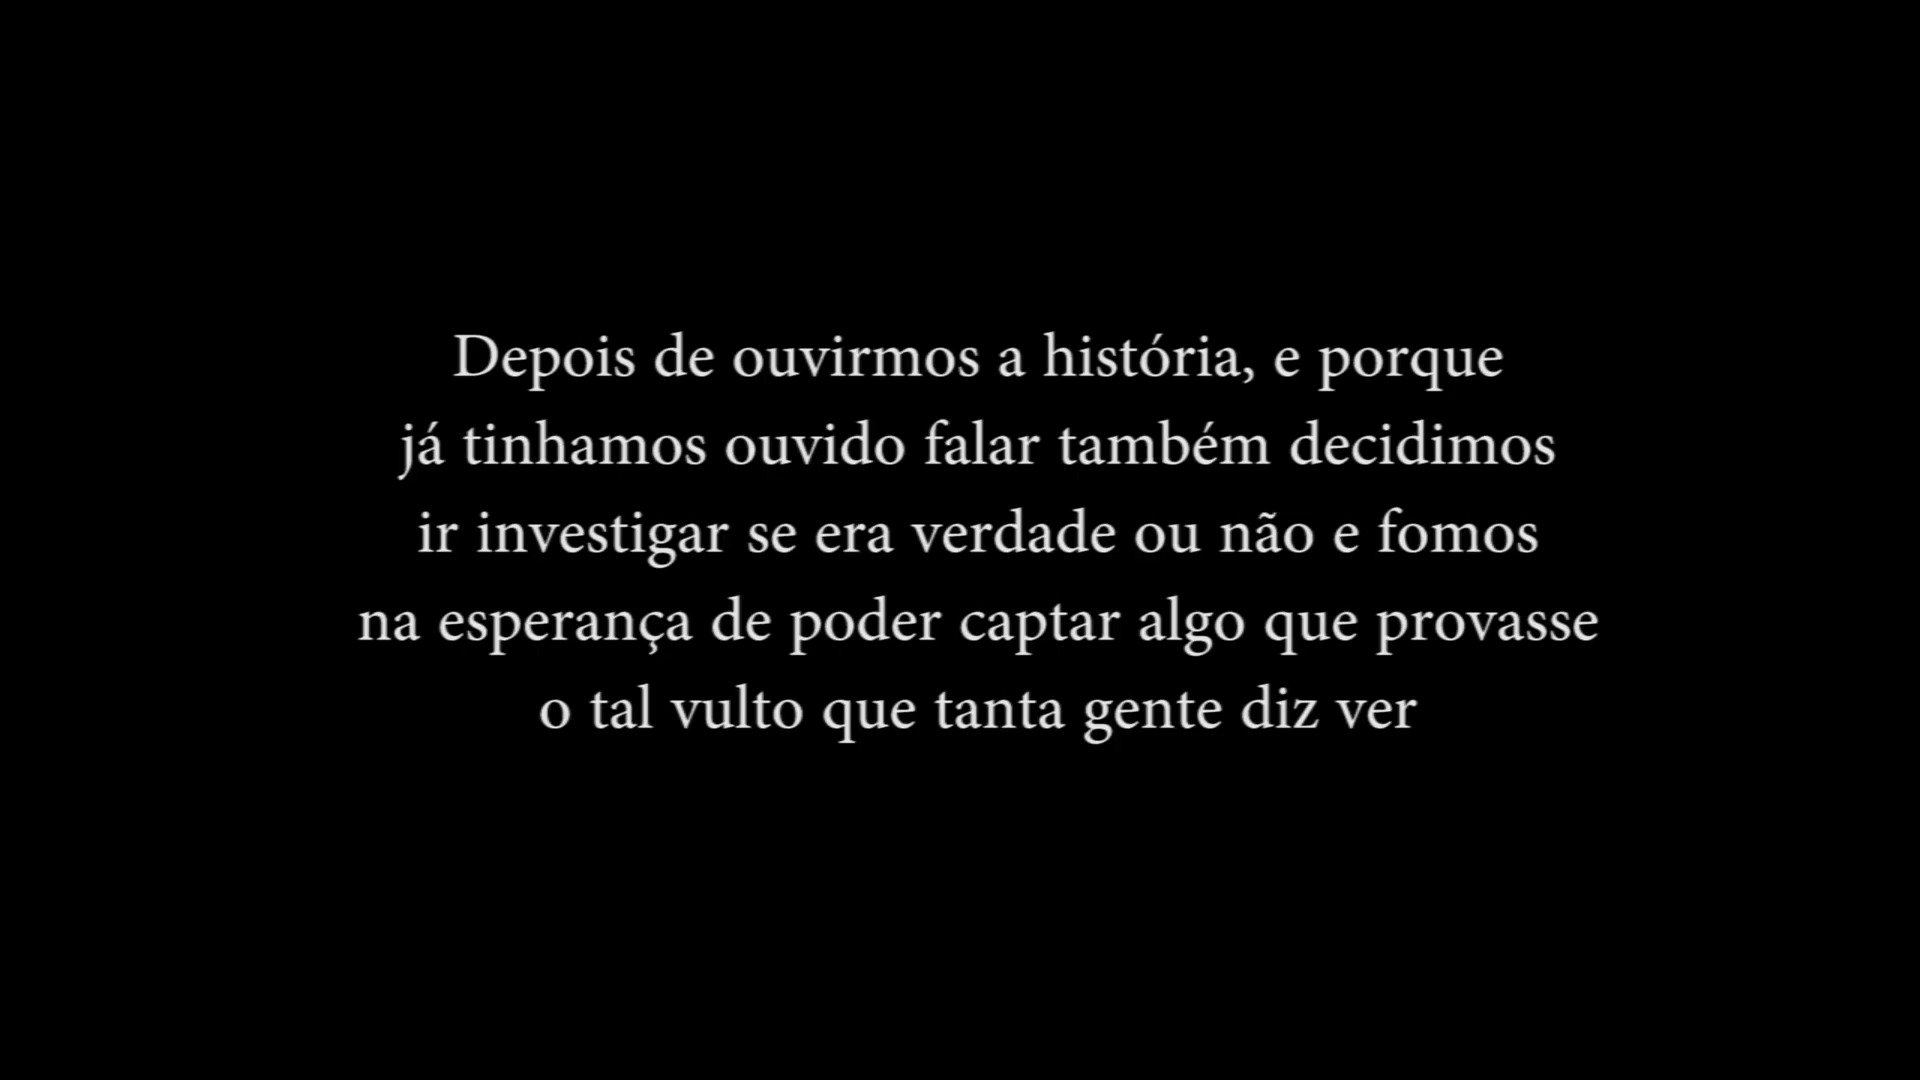 Depois de ouvirmos a história, e porque
já tinhamos ouvido falar também decidimos
ir investigar se era verdade ou não e fomos
na esperança de poder captar algo que provasse
o tal vulto que tanta gente diz ver